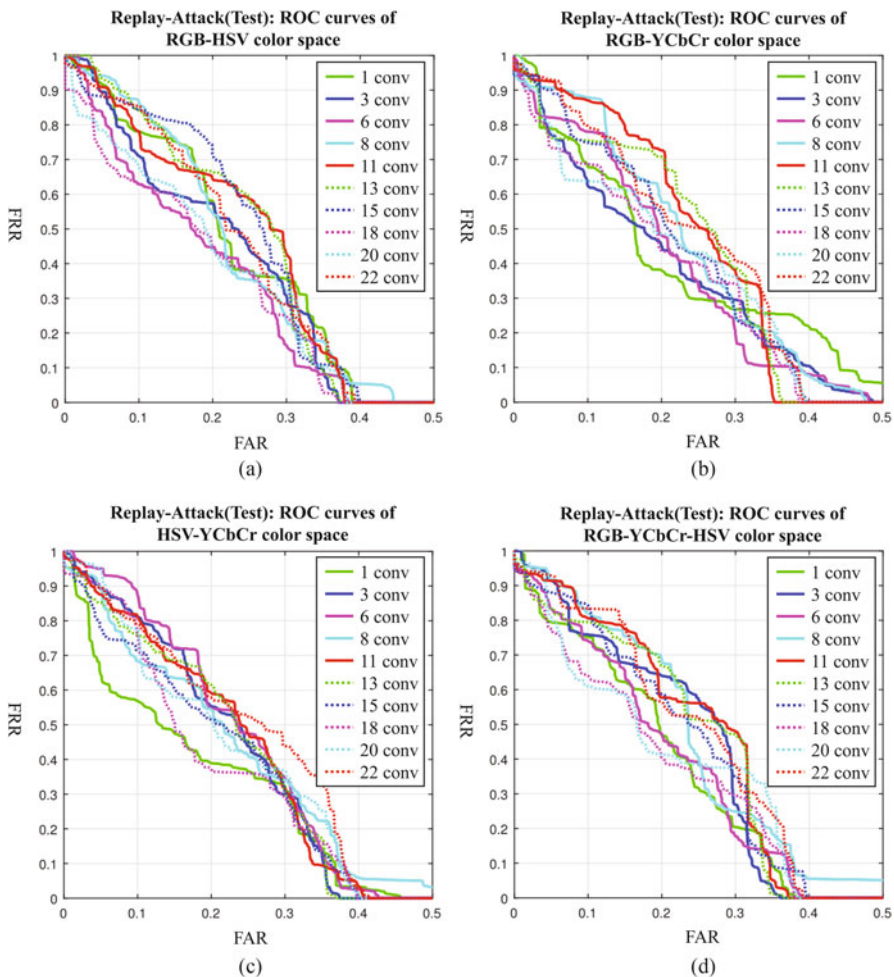 Replay-Attack(Test): ROC curves of
RGB-HSV color space
1
0.9
0.8
0.7
0.6
0.5
0.4
0.3
0.2
0.1
0
FRR
1 conv
3 conv
6 conv
8 conv
11 conv
13 conv
15 conv
18 conv
20 conv
22 conv
0 0.1 0.2 0.3 0.4 0.5
FAR
(a)
Replay-Attack(Test): ROC curves of
RGB-YCbCr color space
1
0.9
0.8
0.7
0.6
0.5
0.4
0.3
0.2
0.1
0
FRR
1 conv
3 conv
6 conv
8 conv
11 conv
13 conv
15 conv
18 conv
20 conv
22 conv
0 0.1 0.2 0.3 0.4 0.5
FAR
(b)
Replay-Attack(Test): ROC curves of
HSV-YCbCr color space
1
0.9
0.8
0.7
0.6
0.5
0.4
0.3
0.2
0.1
0
FRR
1 conv
3 conv
6 conv
8 conv
11 conv
13 conv
15 conv
18 conv
20 conv
22 conv
0 0.1 0.2 0.3 0.4 0.5
FAR
(c)
Replay-Attack(Test): ROC curves of
RGB-YCbCr-HSV color space
1
0.9
0.8
0.7
0.6
0.5
0.4
0.3
0.2
0.1
0
FRR
1 conv
3 conv
6 conv
8 conv
11 conv
13 conv
15 conv
18 conv
20 conv
22 conv
0 0.1 0.2 0.3 0.4 0.5
FAR
(d)